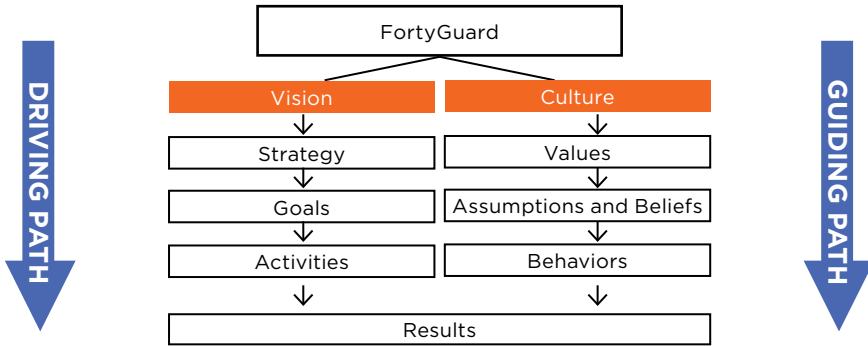 FortyGuard
DRIVING PATH
GUIDING PATH
Vision
Culture
Strategy
Values
Goals
Assumptions and Beliefs
Activities
Behaviors
Results